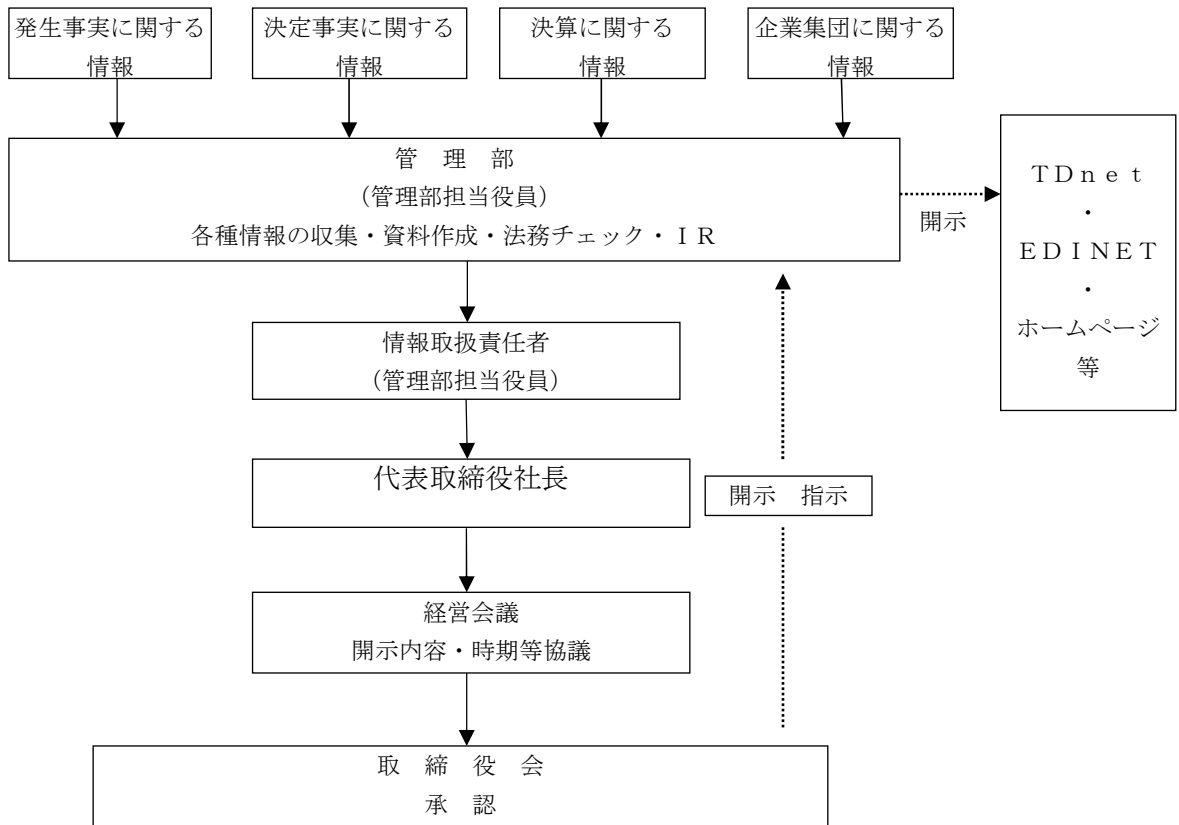 発生事実に関する
情報
決定事実に関する
情報
決算に関する
情報
企業集団に関する
情報
管　理　部
（管理部担当役員）
各種情報の収集・資料作成・法務チェック・ＩＲ
開示
ＴＤｎｅｔ
・
ＥＤＩＮＥＴ
・
ホームページ
等
情報取扱責任者
（管理部担当役員）
代表取締役社長
開示　指示
経営会議
開示内容・時期等協議
取　締　役　会
承　認